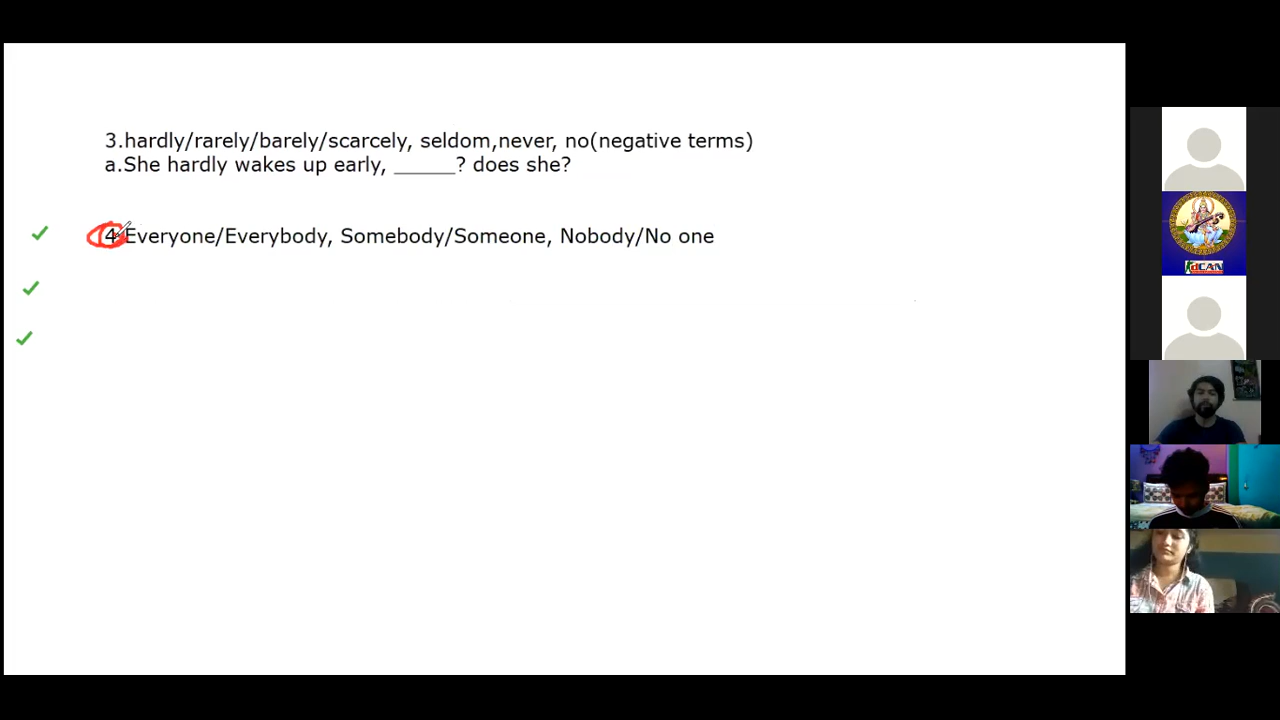 3.hardly/rarely/barely/scarcely, seldom,never, no(negative terms)
a.She hardly wakes up early, ______? does she?
4.Everyone/Everybody, Somebody/Someone, Nobody/No one